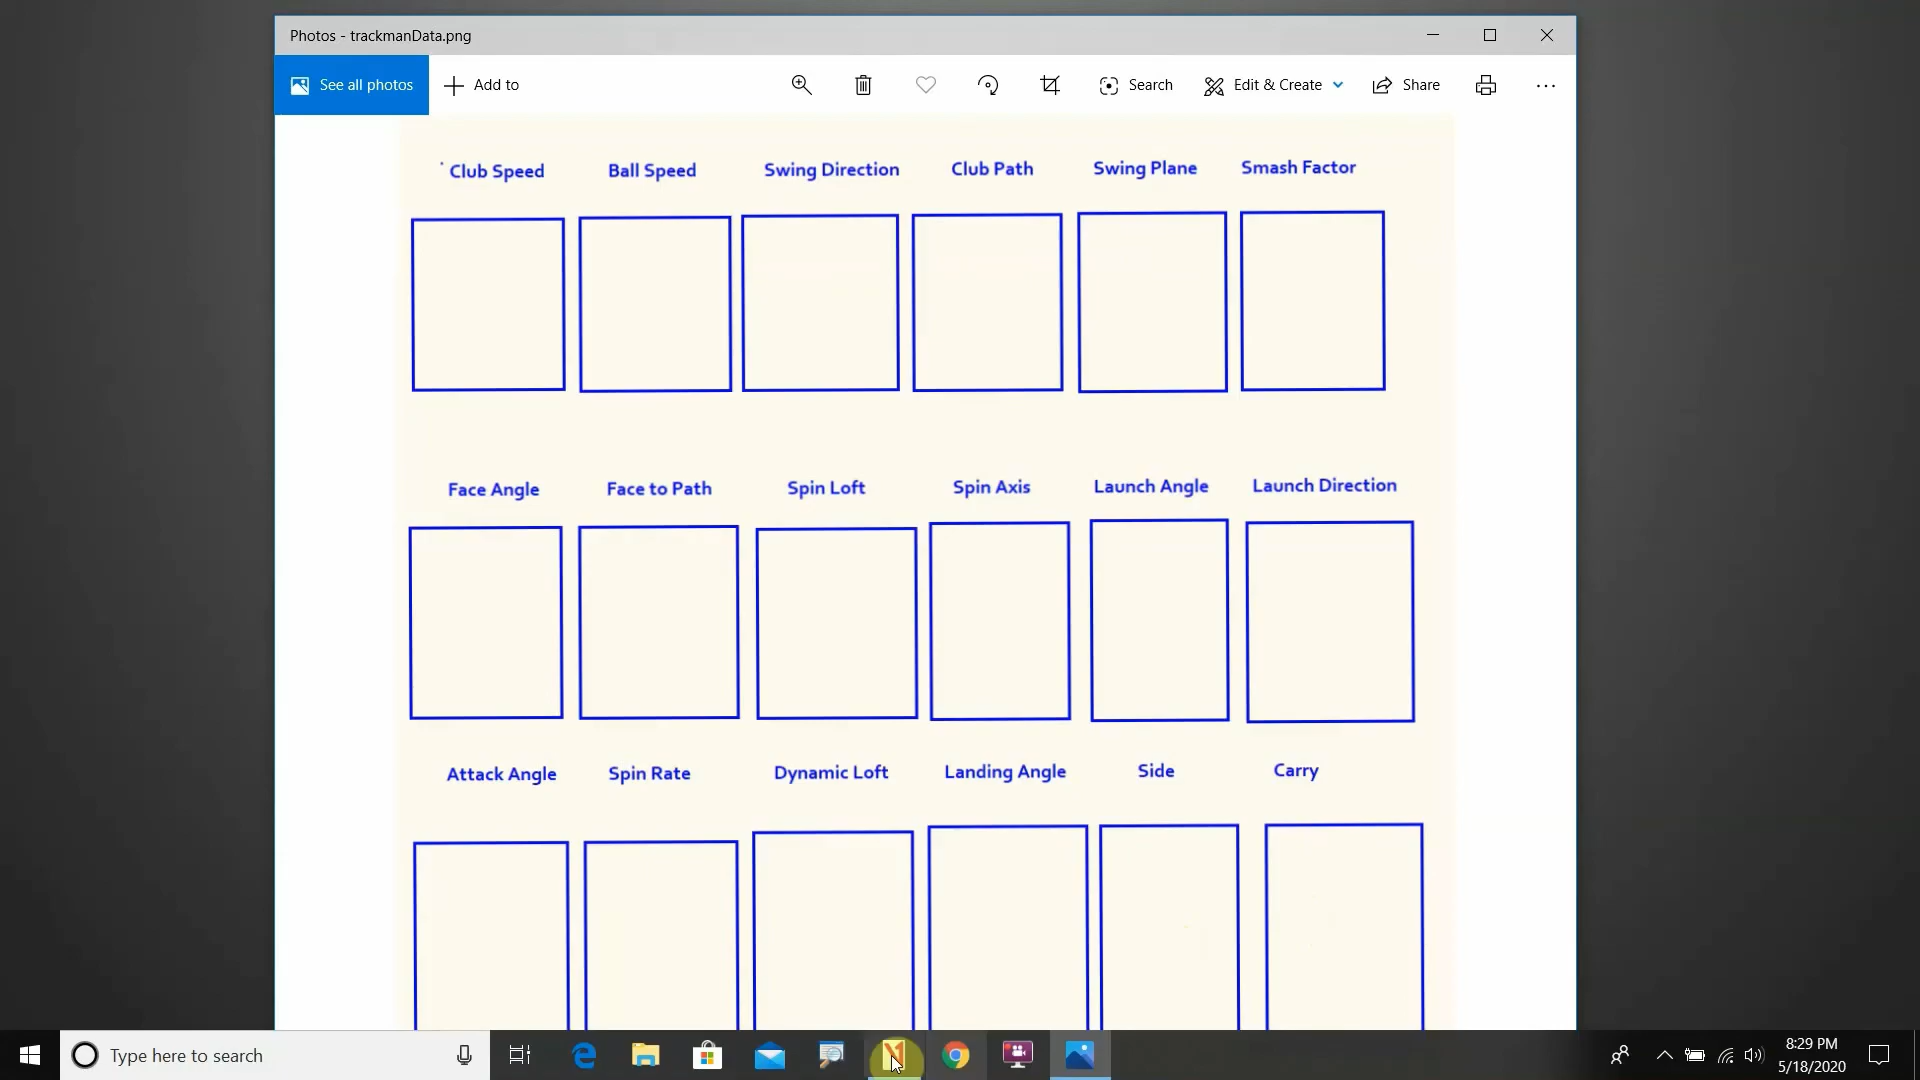 Photos - trackmanData.png
See all photos
Add to
Search
Edit & Create
Share
Club Speed Ball Speed Swing Direction Club Path Swing Plane Smash Factor
Face Angle Face to Path Spin Loft Spin Axis Launch Angle Launch Direction
Attack Angle Spin Rate Dynamic Loft Landing Angle Side Carry
Type here to search
8:29 PM
5/18/2020